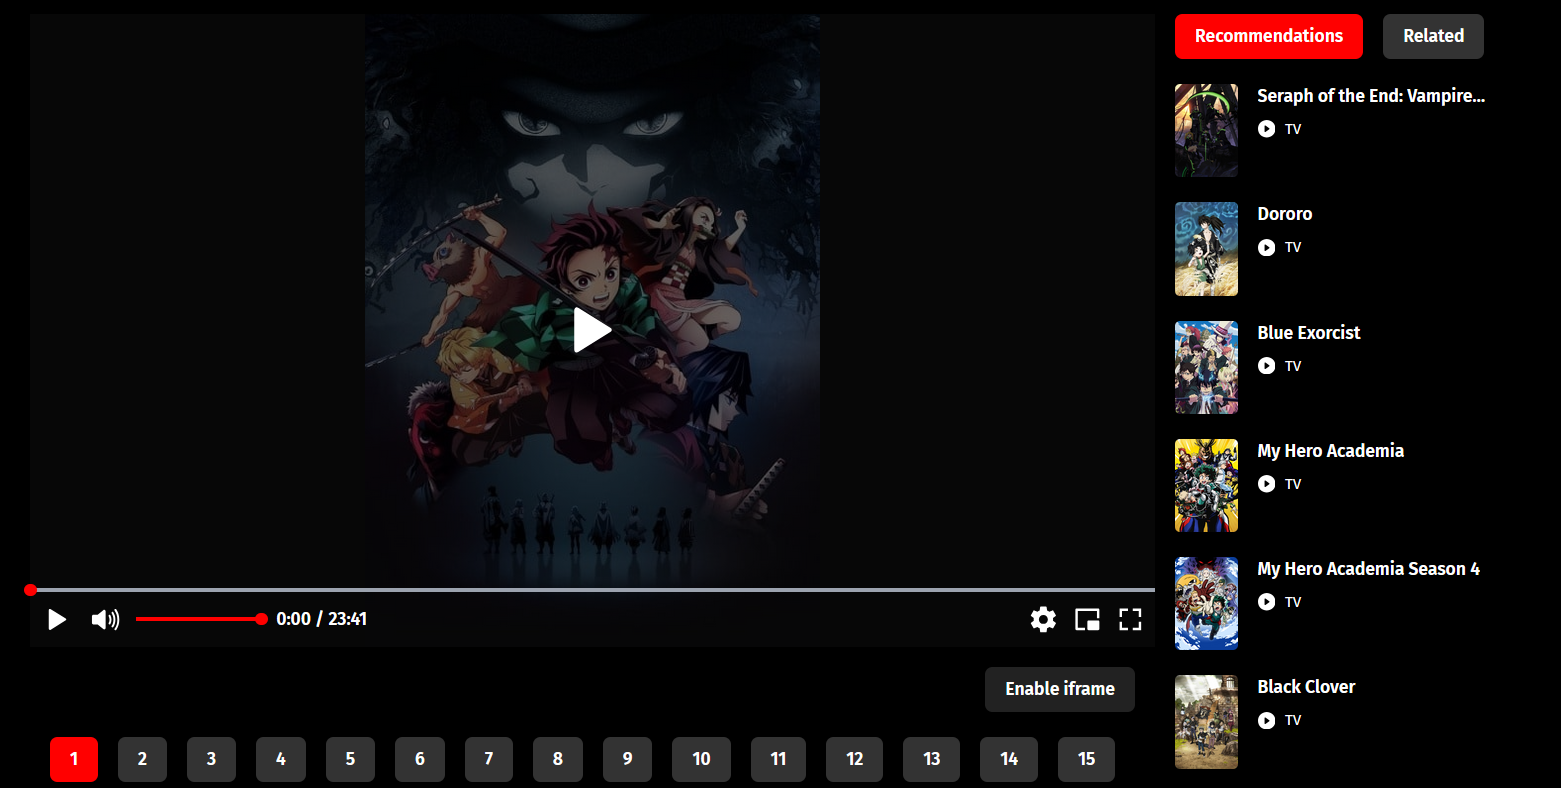 Recommendations
Related
Seraph of the End: Vampire...
TV
Dororo
TV
Blue Exorcist
TV
My Hero Academia
TV
My Hero Academia Season 4
TV
Black Clover
TV
0:00 / 23:41
Enable iframe
1 2 3 4 5 6 7 8 9 10 11 12 13 14 15